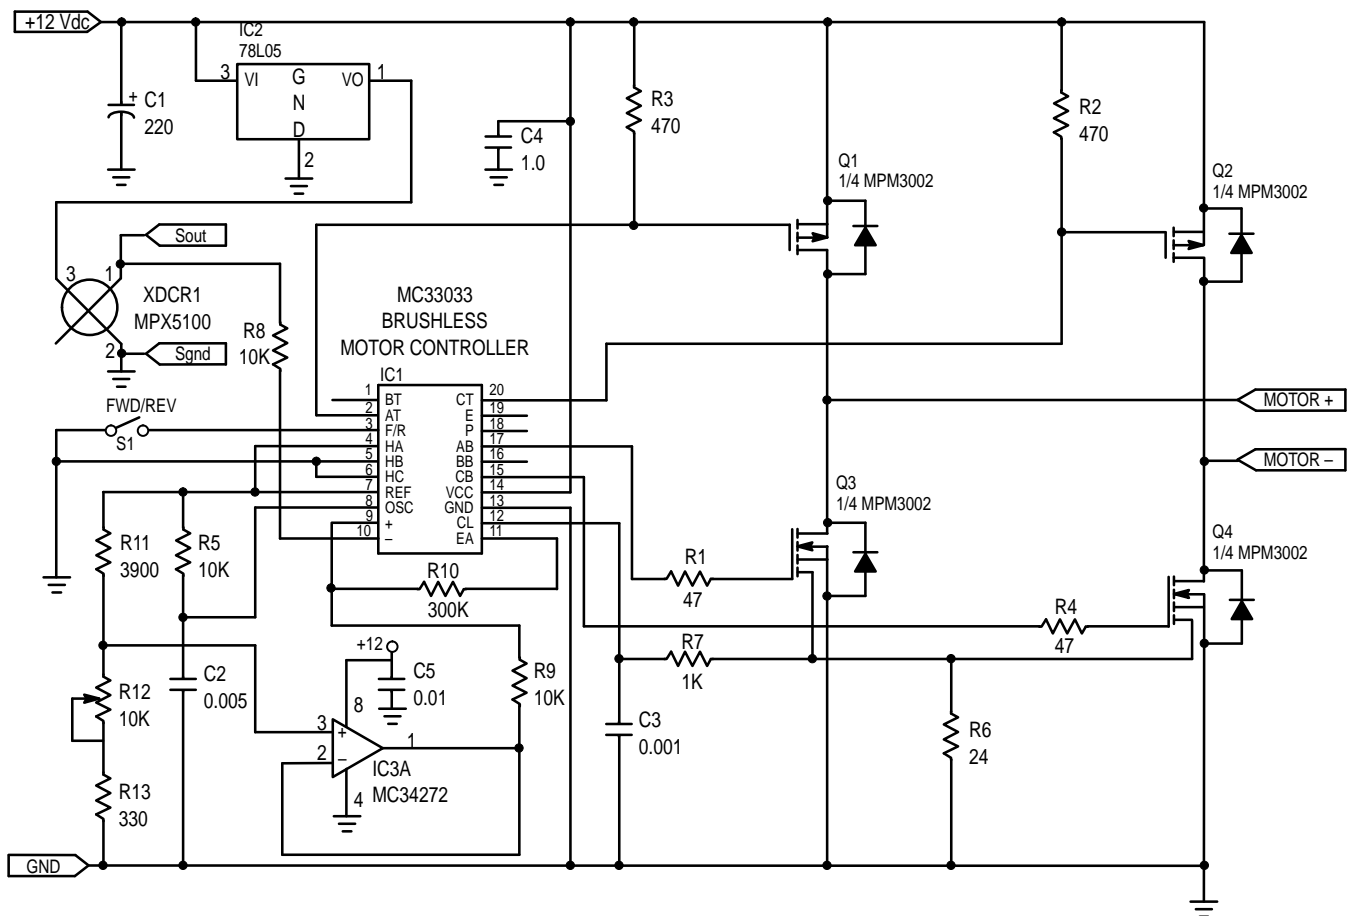 +12 Vdc
IC2
78L05
3
VI
G
N
D
VO
1
2
+
C1
220
C4
1.0
R3
470
R2
470
Q1
1/4 MPM3002
Q2
1/4 MPM3002
Sout
3
1
XDCR1
MPX5100
2
Sgnd
R8
10K
MC33033
BRUSHLESS
MOTOR CONTROLLER
IC1
1 BT CT 20
2 AT E 19
3 F/R P 18
4 HA AB 17
5 HB BB 16
6 HC CB 15
7 REF VCC 14
8 OSC GND 13
9 + CL 12
10 – EA 11
FWD/REV
S1
MOTOR +
MOTOR –
Q3
1/4 MPM3002
Q4
1/4 MPM3002
R11
3900
R5
10K
R10
300K
R1
47
R4
47
R7
1K
+12
C5
0.01
R9
10K
R12
10K
C2
0.005
8
3
+
2
–
1
IC3A
MC34272
4
C3
0.001
R6
24
R13
330
GND